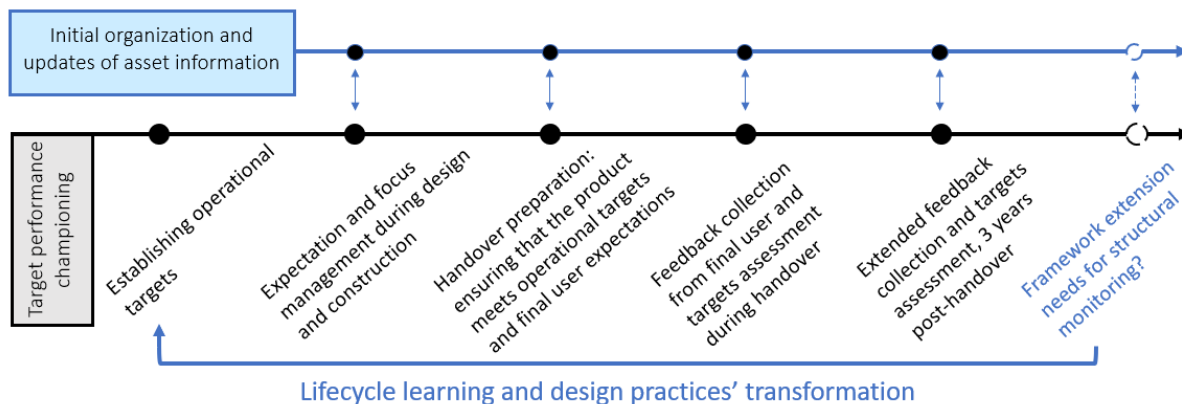 Initial organization and
updates of asset information
Target performance
championing
Establishing operational
targets
Expectation and focus
management during design
and construction
Handover preparation:
ensuring that the product
meets operational targets
and final user expectations
Feedback collection
from final user and
targets assessment
during handover
Extended feedback
collection and targets
assessment, 3 years
post-handover
Framework extension
needs for structural
monitoring?
Lifecycle learning and design practices’ transformation